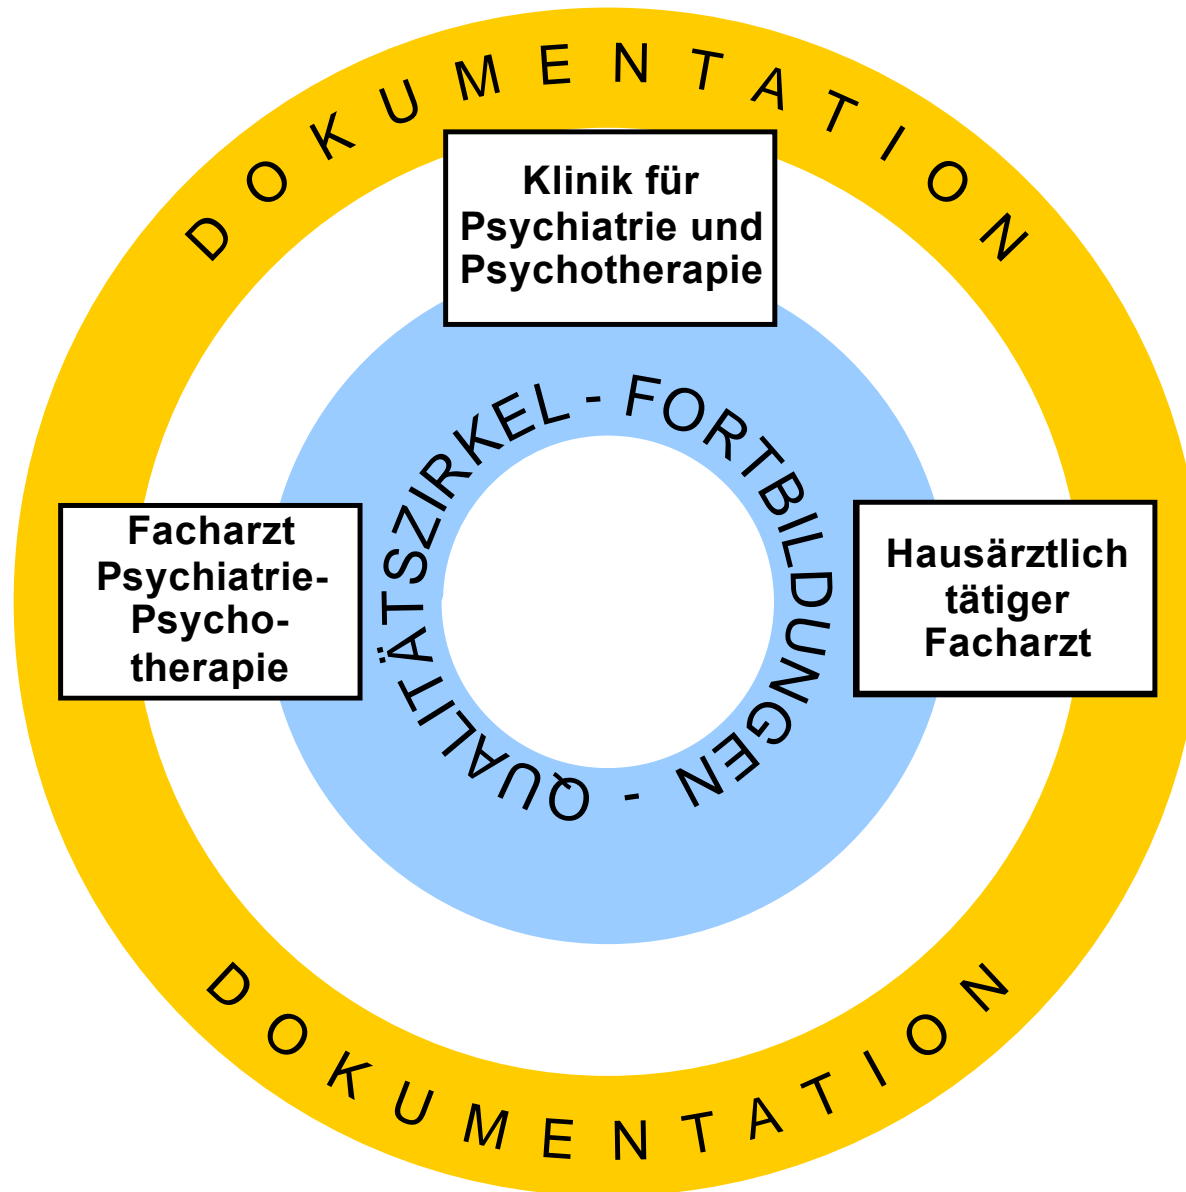 DOKUMENTATION
Klinik für
Psychiatrie und
Psychotherapie
QUALITÄTSZIRKEL - FORTBILDUNGEN -
Facharzt
Psychiatrie-
Psycho-
therapie
Hausärztlich
tätiger
Facharzt
DOKUMENTATION